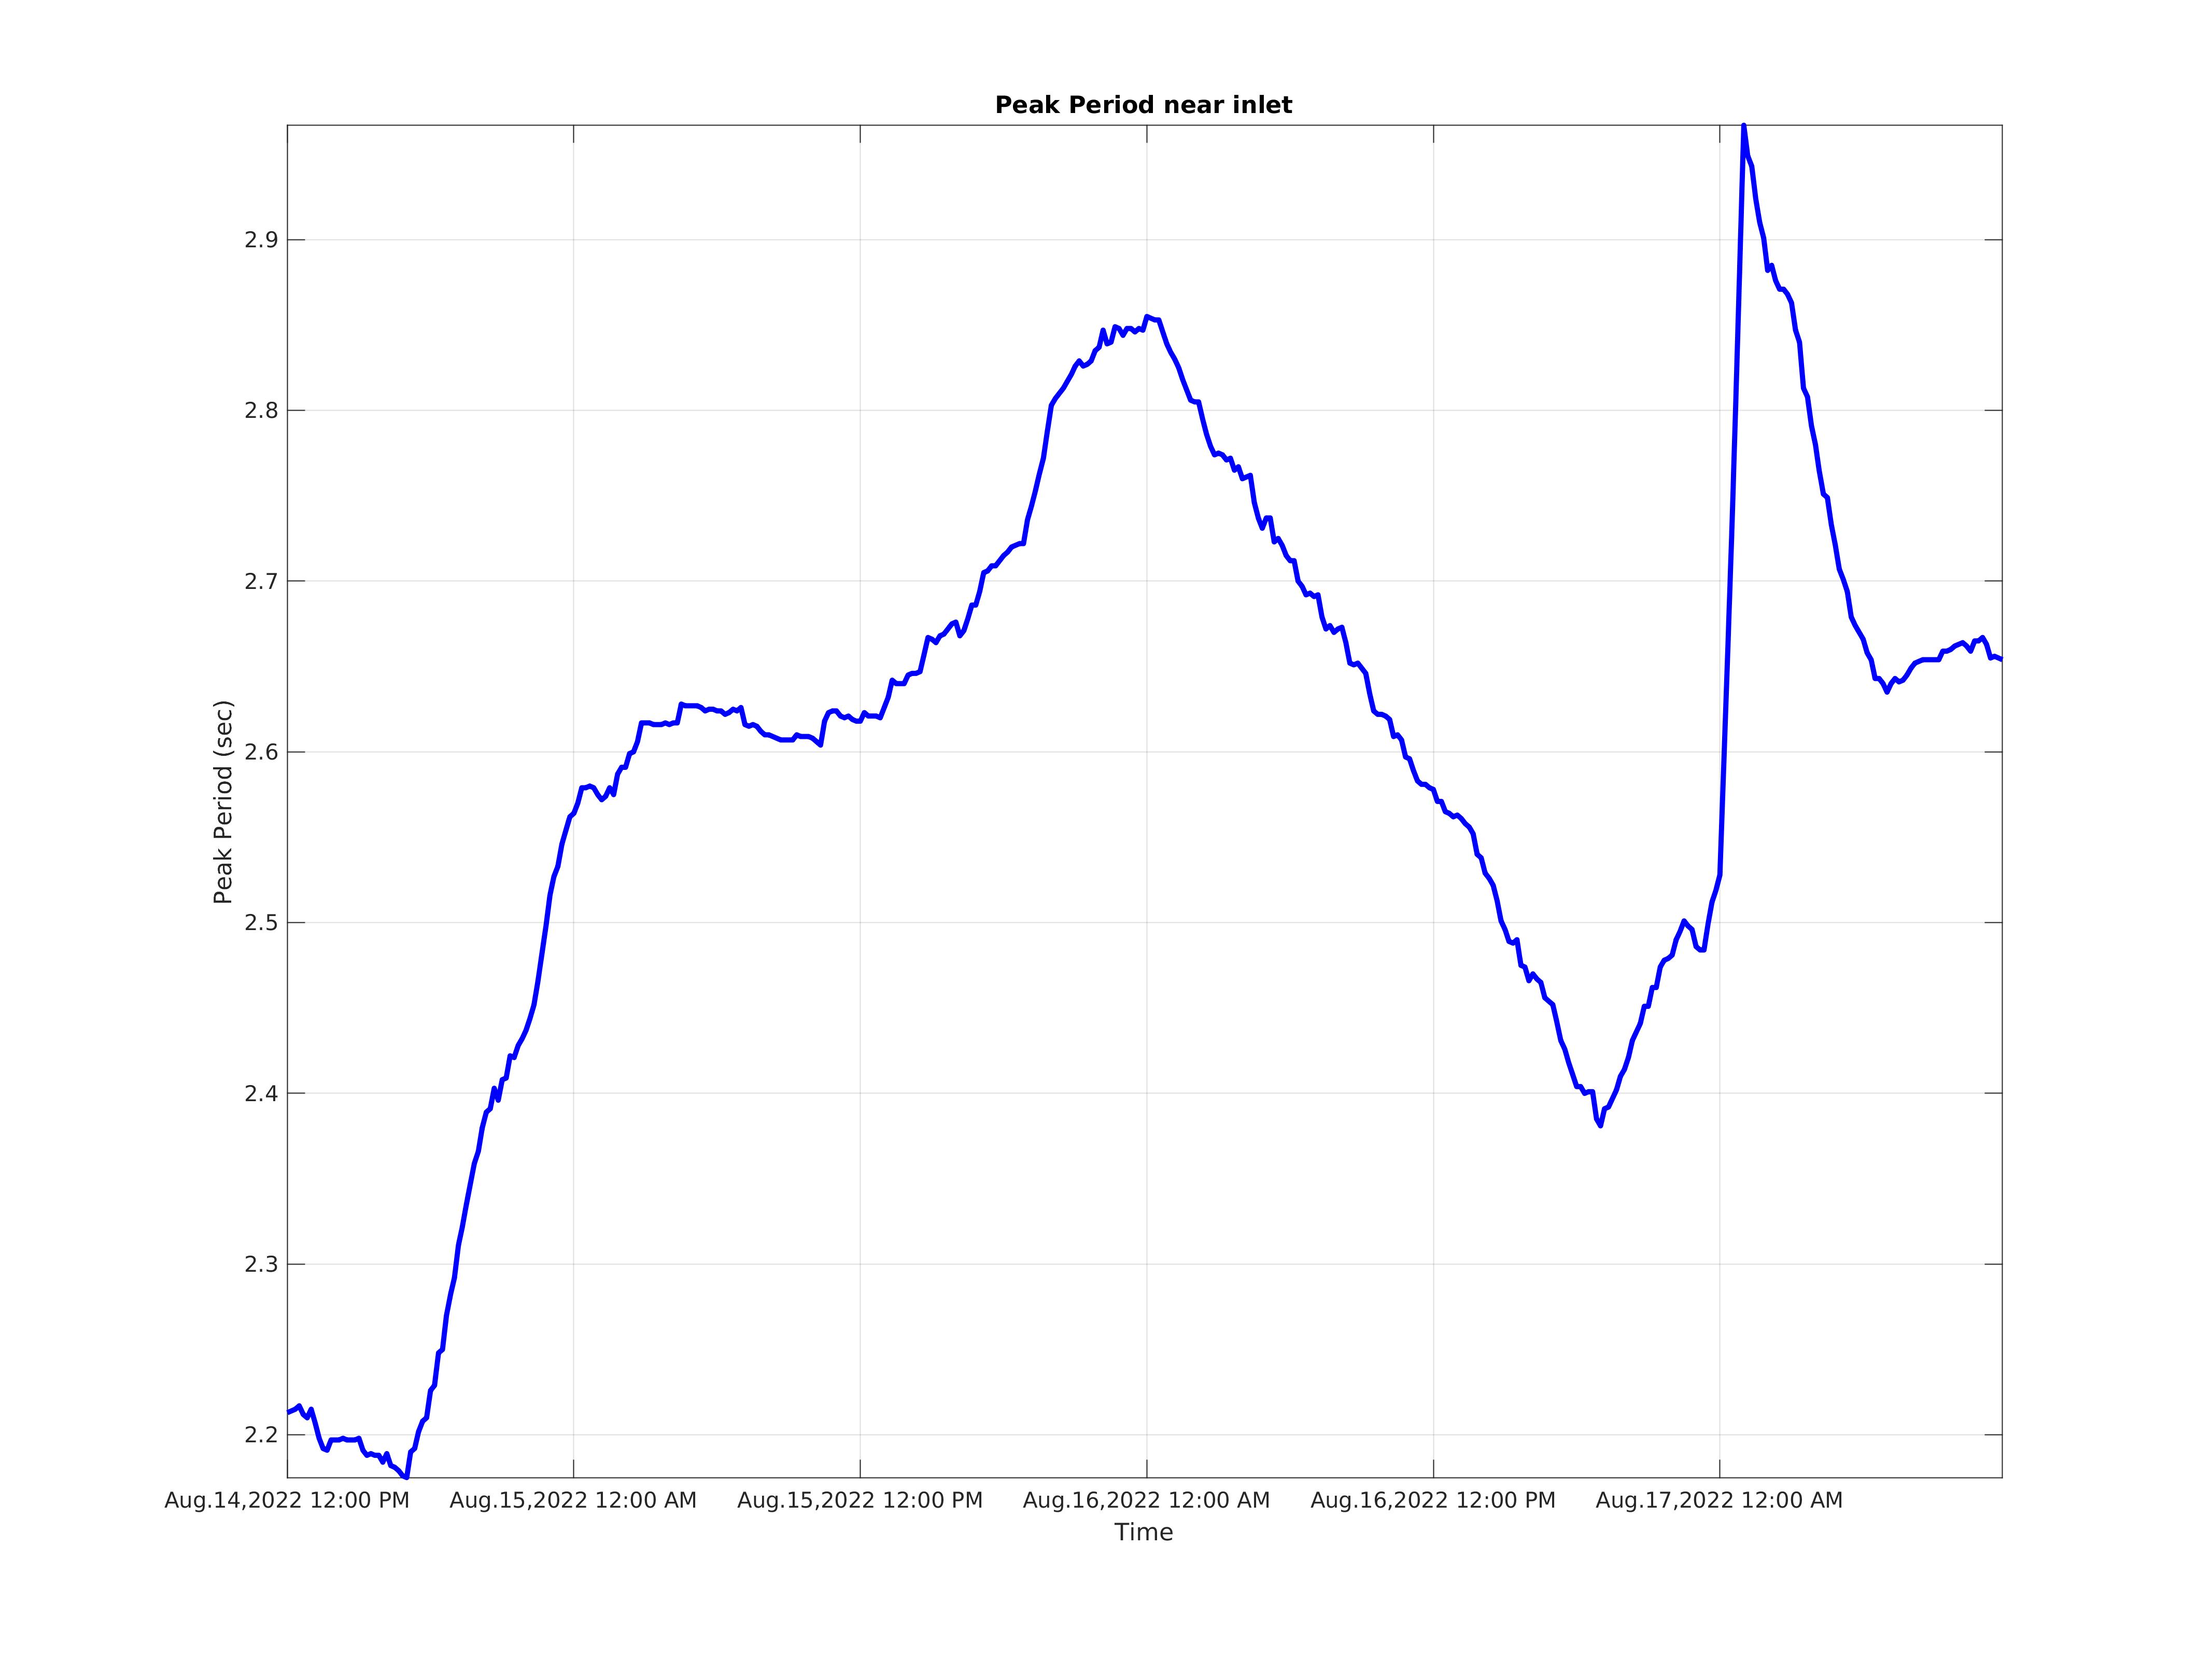 Peak Period near inlet
Peak Period (sec)
2.9
2.8
2.7
2.6
2.5
2.4
2.3
2.2
Aug.14,2022 12:00 PM Aug.15,2022 12:00 AM Aug.15,2022 12:00 PM Aug.16,2022 12:00 AM Aug.16,2022 12:00 PM Aug.17,2022 12:00 AM
Time